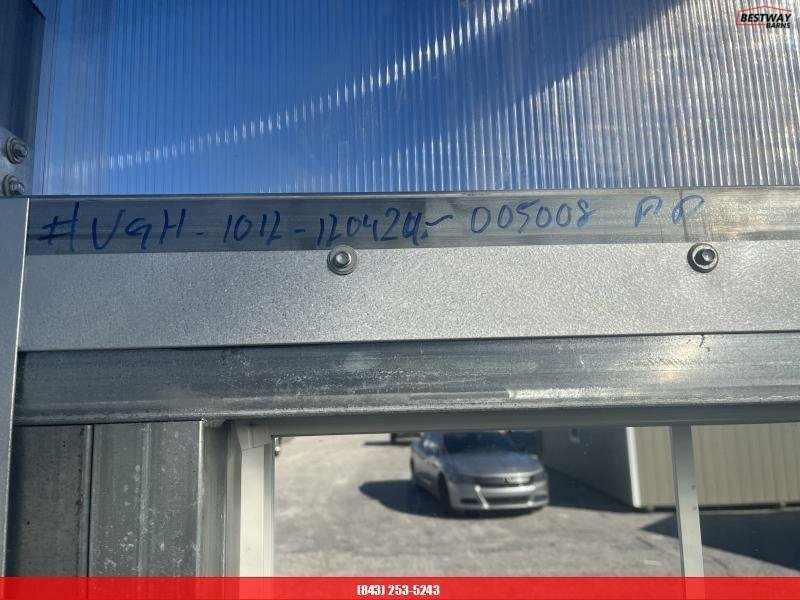 BESTWAY
BARNS
#VGH-1012-120424-005008 PP
(843) 253-5243